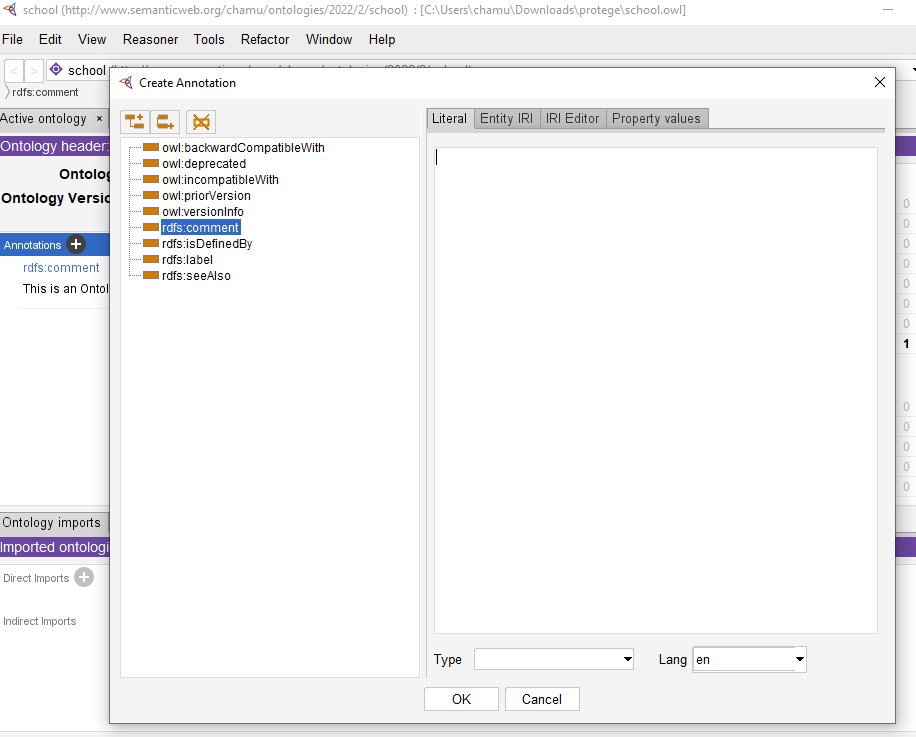 school (http://www.semanticweb.org/chamu/ontologies/2022/2/school) : [C:\Users\chamu\Downloads\protege\school.owl]
File Edit View Reasoner Tools Refactor Window Help
< > school
rdfs:comment
Create Annotation
Active ontology ×
Ontology header:
Ontolog
Ontology Versio
Annotations
rdfs:comment
This is an Ontol
Ontology imports
Imported ontologi
Direct Imports
Indirect Imports
owl:backwardCompatibleWith
owl:deprecated
owl:incompatibleWith
owl:priorVersion
owl:versionInfo
rdfs:comment
rdfs:isDefinedBy
rdfs:label
rdfs:seeAlso
Literal Entity IRI IRI Editor Property values
Type
Lang en
OK Cancel
0
0
0
0
0
0
0
1
0
0
0
0
0